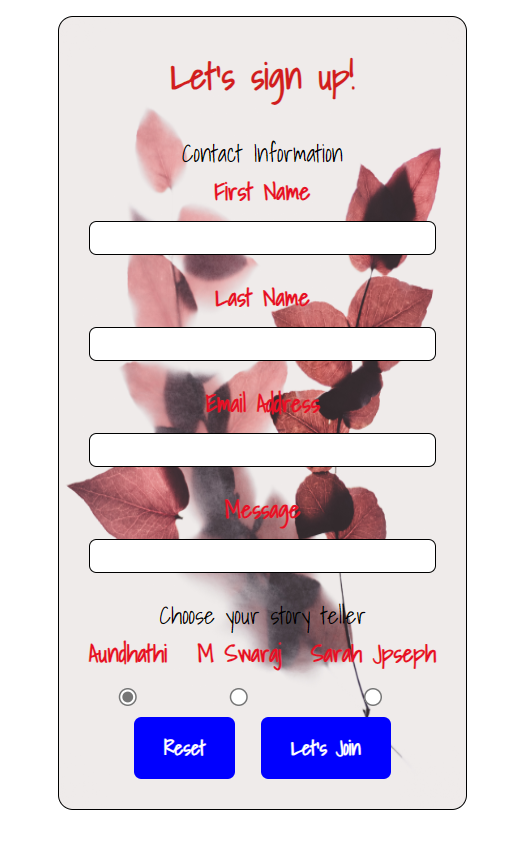 Let's sign up!
Contact Information
First Name
Last Name
Email Address
Message
Choose your story teller
Aundhathi M Swaraj Sarah Jpseph
Reset Let's Join